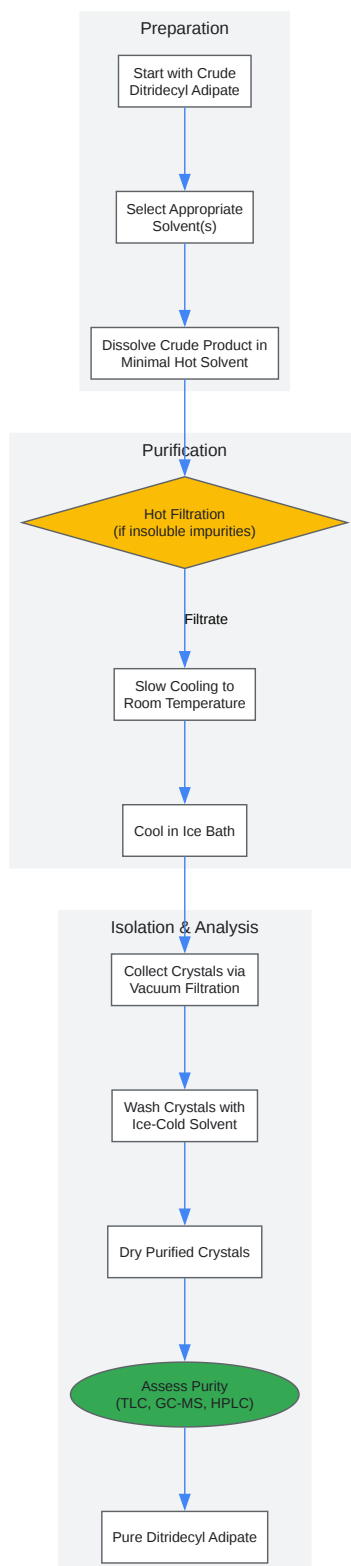 Preparation
Start with Crude
Ditridecyl Adipate
Select Appropriate
Solvent(s)
Dissolve Crude Product in
Minimal Hot Solvent
Purification
Hot Filtration
(if insoluble impurities)
Filtrate
Slow Cooling to
Room Temperature
Cool in Ice Bath
Isolation & Analysis
Collect Crystals via
Vacuum Filtration
Wash Crystals with
Ice-Cold Solvent
Dry Purified Crystals
Assess Purity
(TLC, GC-MS, HPLC)
Pure Ditridecyl Adipate